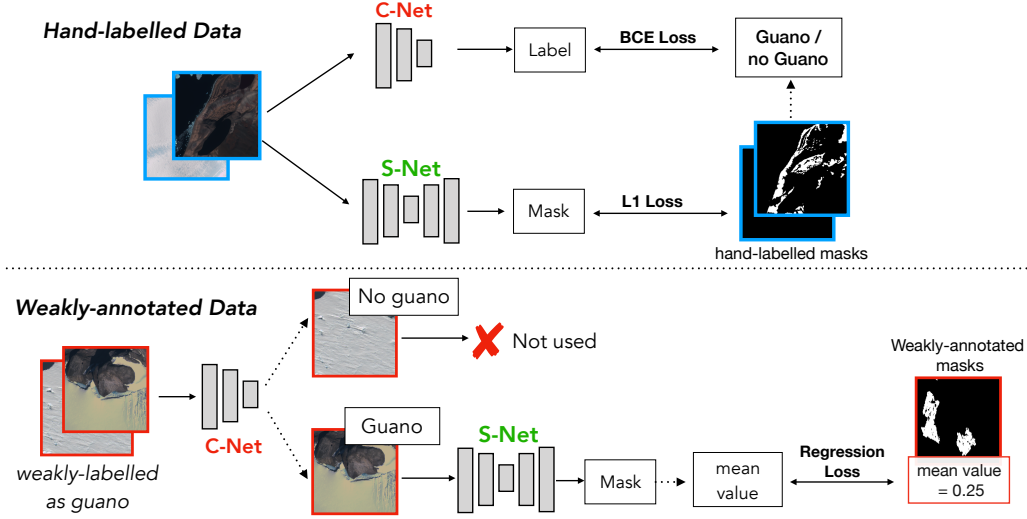 Hand-labelled Data
C-Net
Label
BCE Loss
Guano /
no Guano
S-Net
Mask
L1 Loss
hand-labelled masks
Weakly-annotated Data
No guano
Not used
weakly-labelled
as guano
C-Net
Guano
S-Net
Mask
mean
value
Regression
Loss
Weakly-annotated
masks
mean value
= 0.25